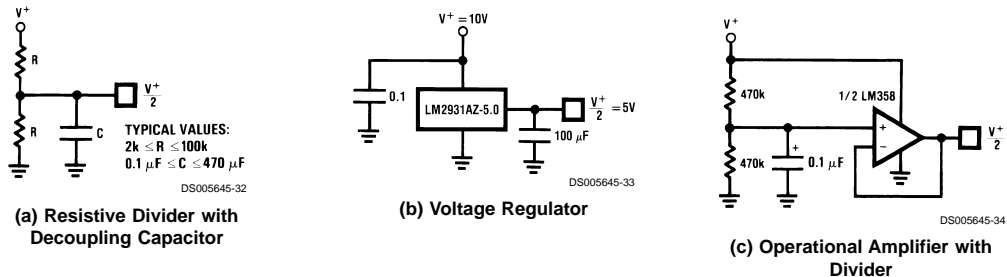 V+
R
R
C
V+
2
TYPICAL VALUES:
2k ≤ R ≤ 100k
0.1 μF ≤ C ≤ 470 μF
DS005645-32
(a) Resistive Divider with
Decoupling Capacitor
V+ = 10V
0.1
LM2931AZ-5.0
V+
2 = 5V
100 μF
DS005645-33
(b) Voltage Regulator
V+
470k
1/2 LM358
+
−
V+
2
470k
+
0.1 μF
DS005645-34
(c) Operational Amplifier with
Divider